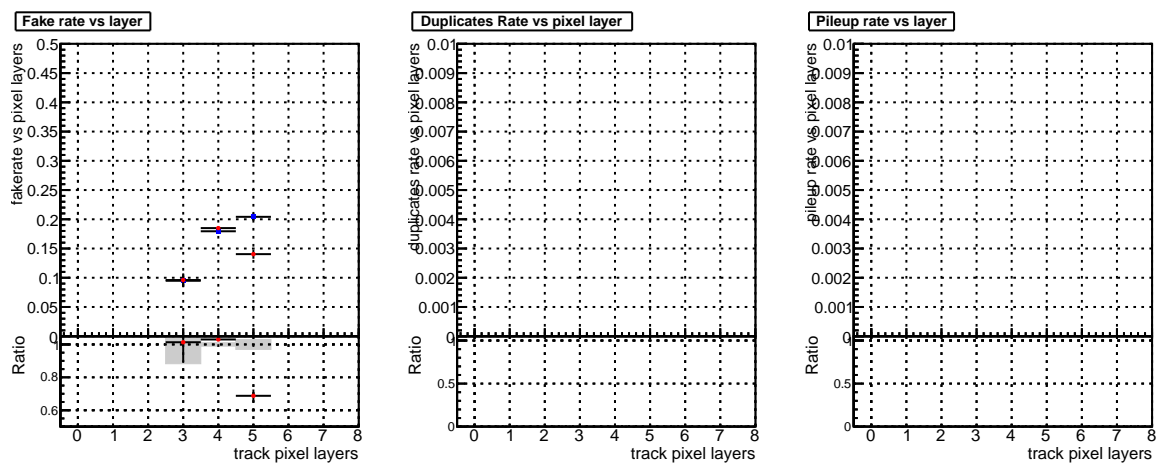 Fake rate vs layer
fakerate vs pixel layers
0.5
0.45
0.4
0.35
0.3
0.25
0.2
0.15
0.1
0.05
0
Ratio
1
0.8
0.6
0 1 2 3 4 5 6 7 8
track pixel layers
Duplicates Rate vs pixel layer
duplicates rate vs pixel layers
0.01
0.009
0.008
0.007
0.006
0.005
0.004
0.003
0.002
0.001
0
Ratio
1
0.5
0
0 1 2 3 4 5 6 7 8
track pixel layers
Pileup rate vs layer
pileup rate vs pixel layers
0.01
0.009
0.008
0.007
0.006
0.005
0.004
0.003
0.002
0.001
0
Ratio
1
0.5
0
0 1 2 3 4 5 6 7 8
track pixel layers